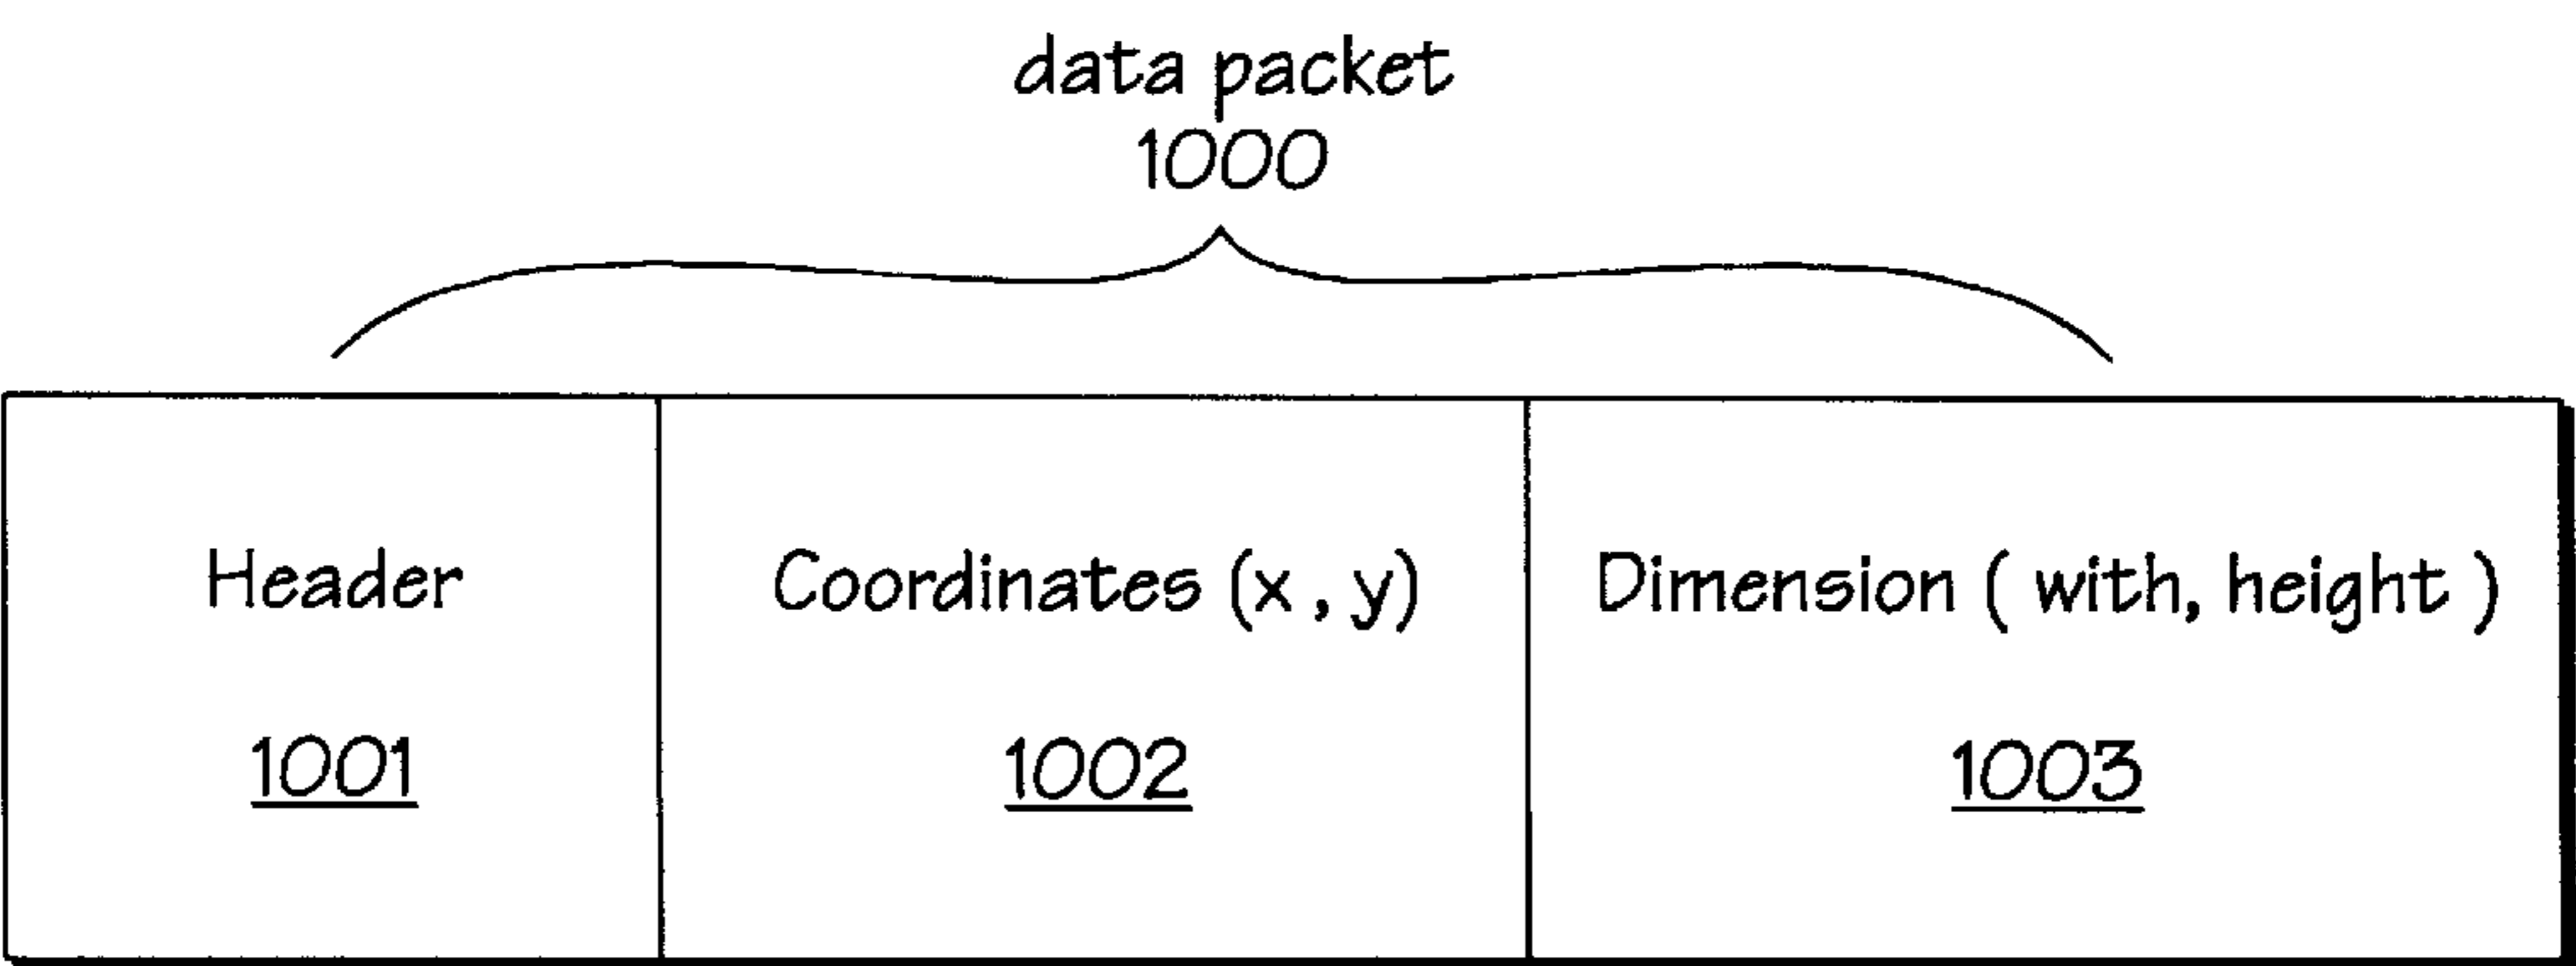 data packet
1000
Header
1001
Coordinates (x , y)
1002
Dimension ( with, height )
1003